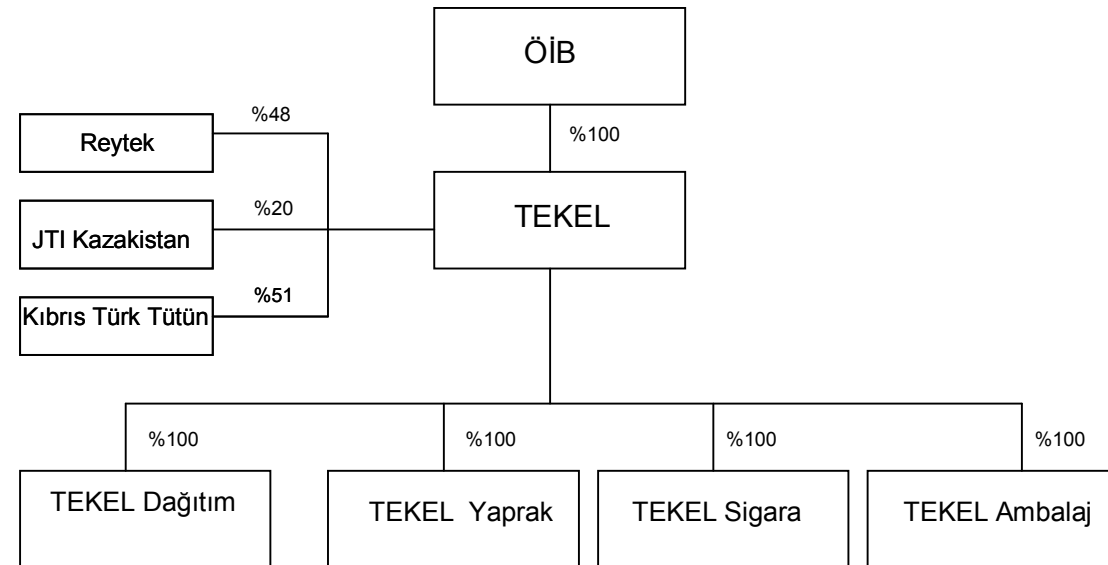 ÖİB
%100
%48
Reytek
TEKEL
%20
JTI Kazakistan
%51
Kıbrıs Türk Tütün
%100
%100
%100
%100
TEKEL Dağıtım
TEKEL Yaprak
TEKEL Sigara
TEKEL Ambalaj